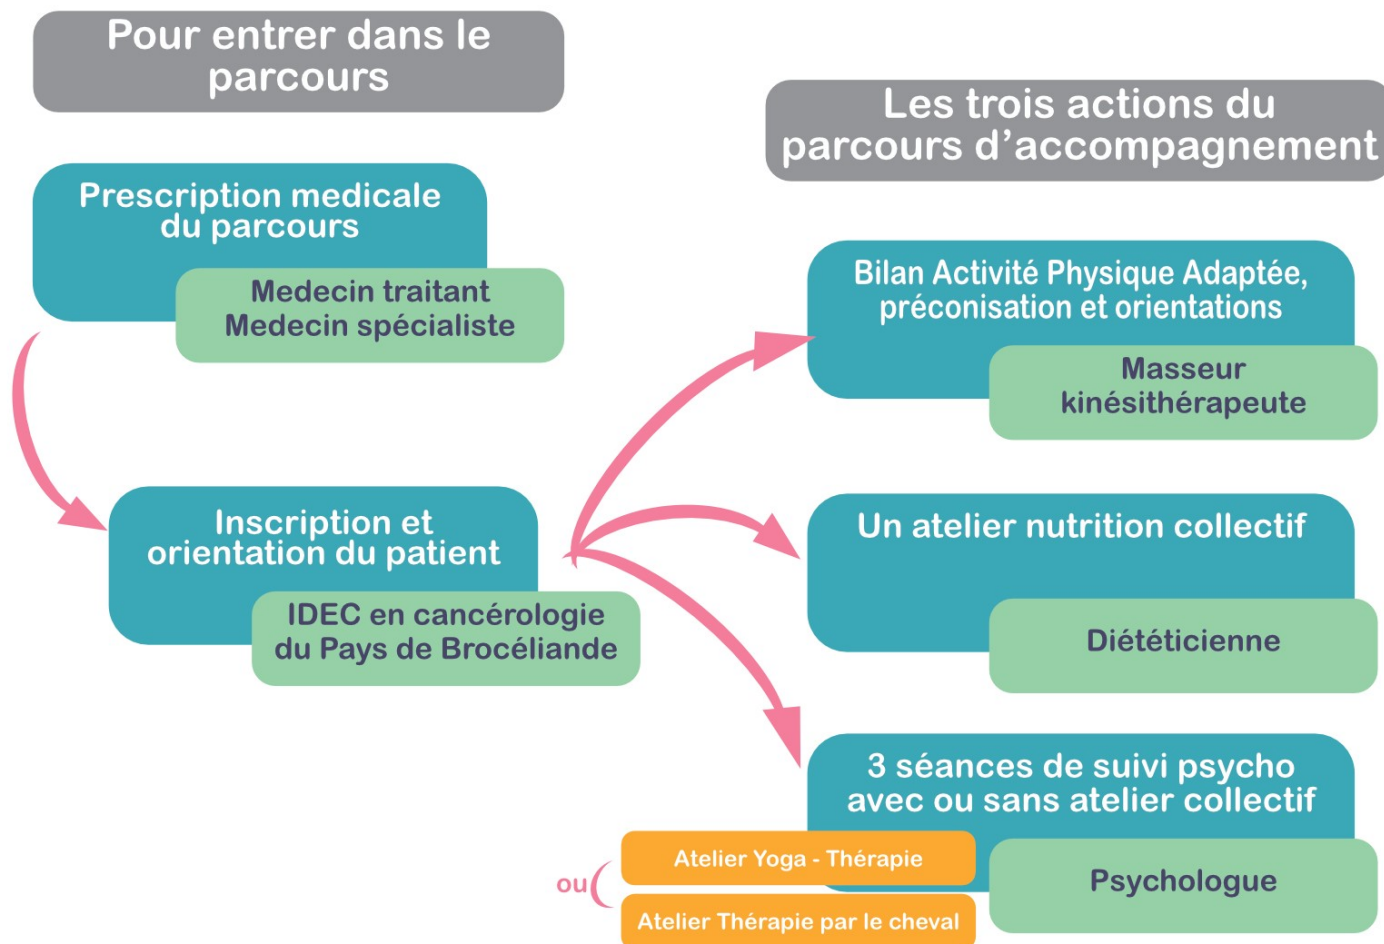 Pour entrer dans le
parcours
Prescription medicale
du parcours
Medecin traitant
Medecin spécialiste
Inscription et
orientation du patient
IDEC en cancérologie
du Pays de Brocéliande
Les trois actions du
parcours d’accompagnement
Bilan Activité Physique Adaptée,
préconisation et orientations
Masseur
kinésithérapeute
Un atelier nutrition collectif
Diététicienne
3 séances de suivi psycho
avec ou sans atelier collectif
Psychologue
Atelier Yoga - Thérapie
ou
Atelier Thérapie par le cheval